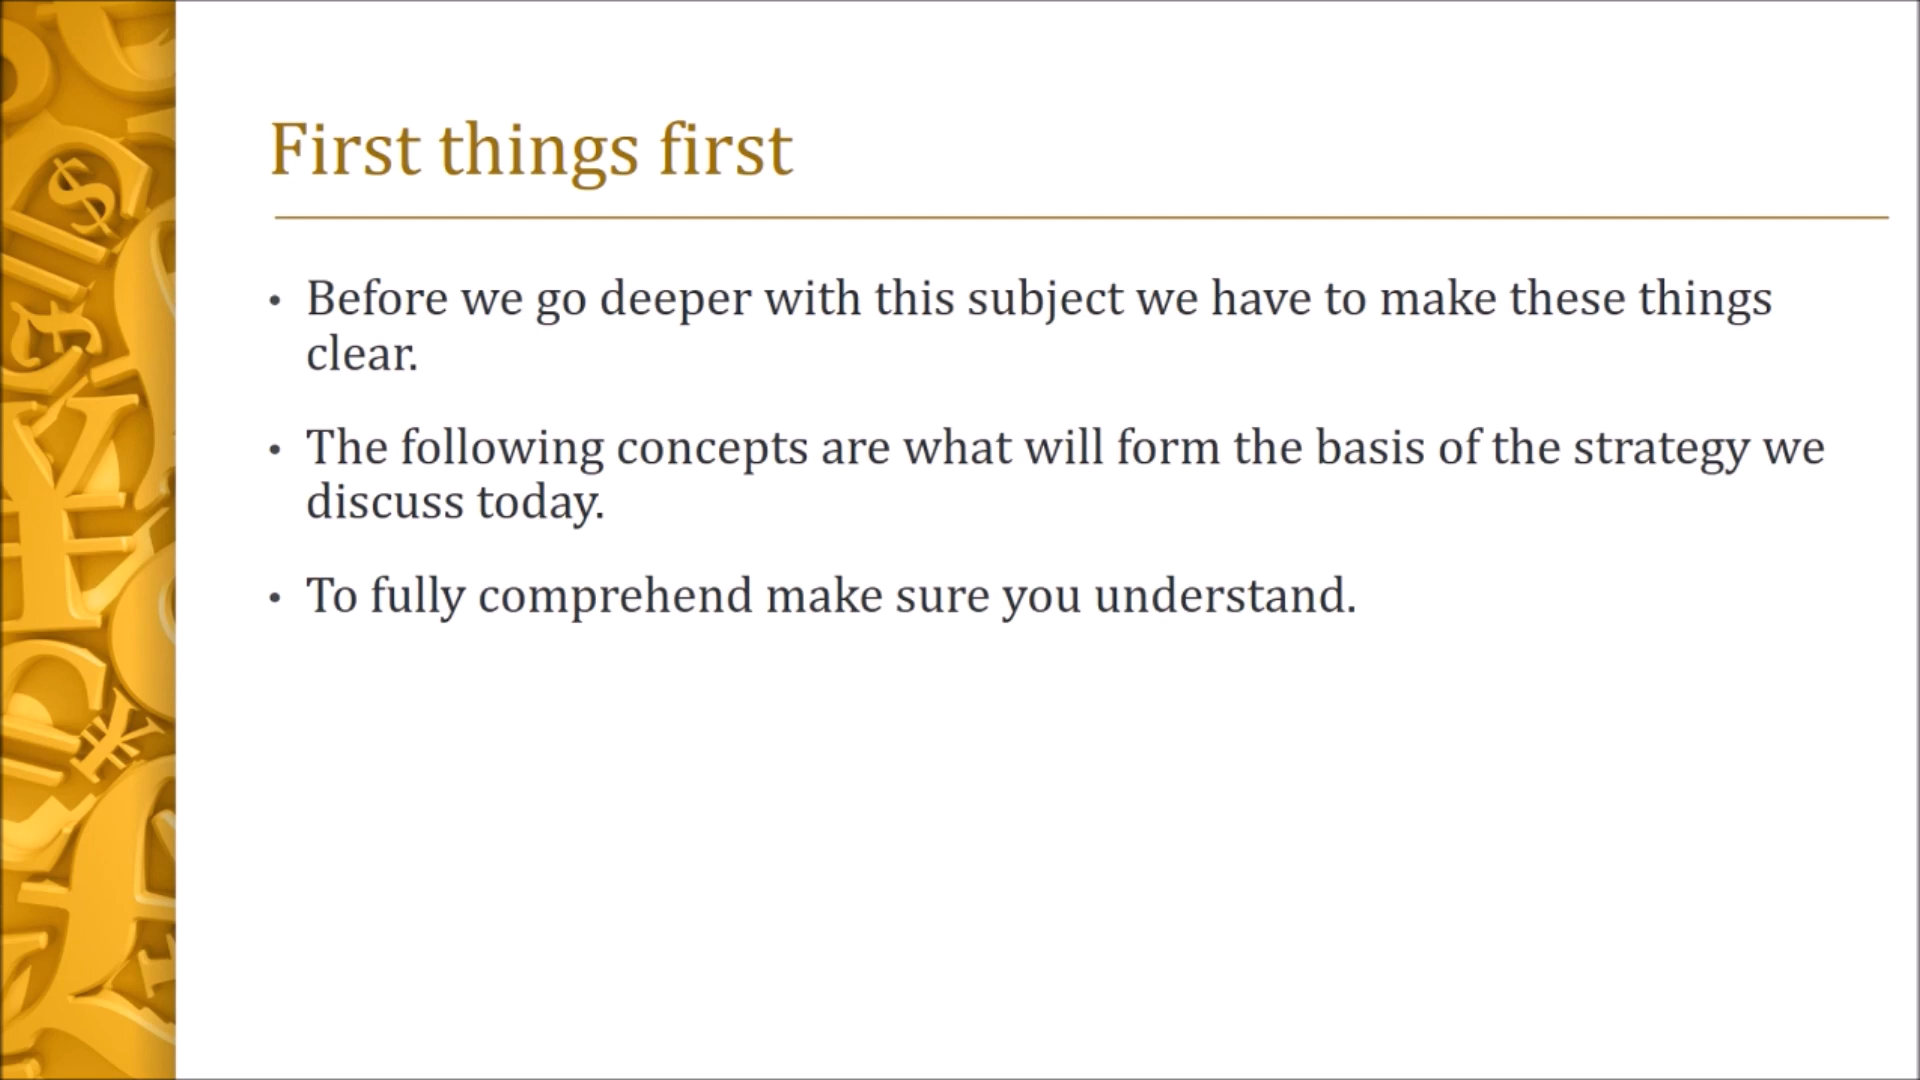 First things first
• Before we go deeper with this subject we have to make these things
clear.
• The following concepts are what will form the basis of the strategy we
discuss today.
• To fully comprehend make sure you understand.